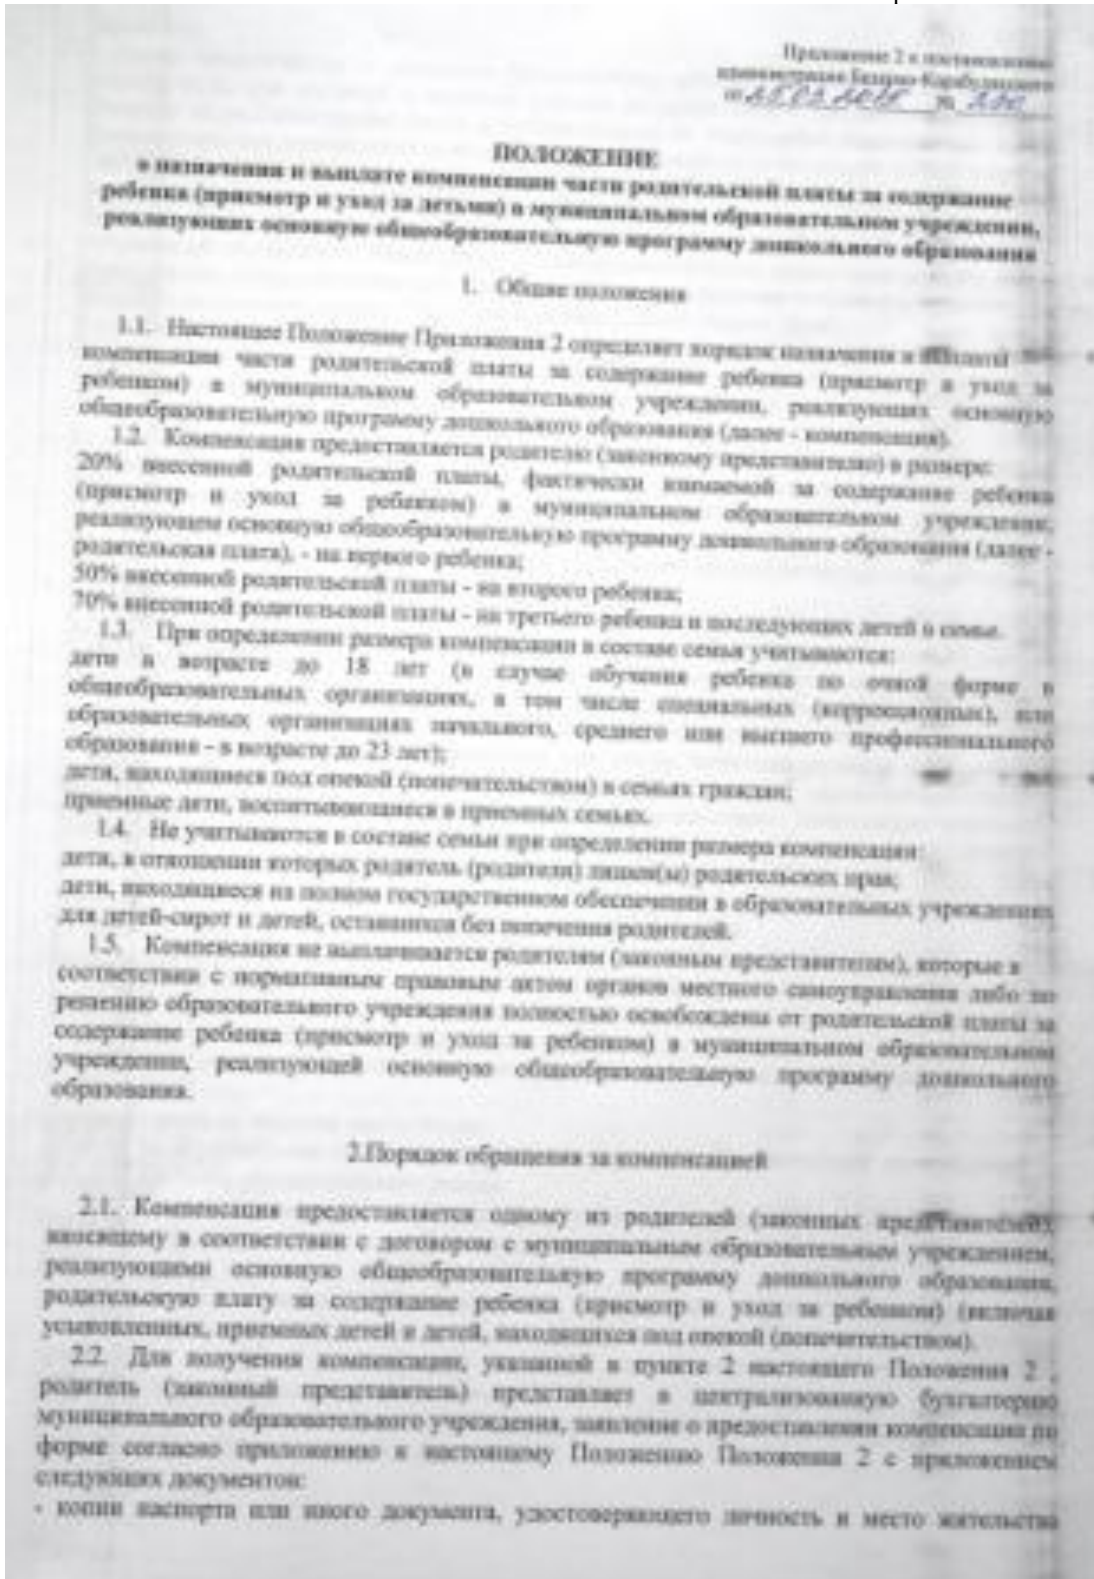 Приложение 2 к постановлению
администрации Бездно-
от № 200
ПОЛОЖЕНИЕ
о назначении и выплате компенсации части родительской платы за содержание
ребенка (присмотр и уход за детьми) в муниципальном образовательном учреждении,
реализующих основную общеобразовательную программу дошкольного образования
1. Общие положения
1.1. Настоящее Положение Приложения 2 определяет порядок назначения и выплаты
компенсации части родительской платы за содержание ребенка (присмотр и уход за
ребенком) в муниципальном образовательном учреждении, реализующих основную
общеобразовательную программу дошкольного образования (далее - компенсация).
1.2. Компенсация предоставляется родителю (законному представителю) в размере:
20% внесенной родительской платы, фактически взимаемой за содержание ребенка
(присмотр и уход за ребенком) в муниципальном образовательном учреждении,
реализующем основную общеобразовательную программу дошкольного образования (далее -
родительская плата), - на первого ребенка;
50% внесенной родительской платы - на второго ребенка;
70% внесенной родительской платы - на третьего ребенка и последующих детей в семье.
1.3. При определении размера компенсации в составе семьи учитываются:
дети в возрасте до 18 лет (в случае обучения ребенка по очной форме в
общеобразовательных организациях, в том числе специальных (коррекционных), или
образовательных организациях начального, среднего или высшего профессионального
образования - в возрасте до 23 лет);
дети, находящиеся под опекой (попечительством) в семьях граждан;
приемные дети, воспитывающиеся в приемных семьях.
1.4. Не учитываются в составе семьи при определении размера компенсации:
дети, в отношении которых родитель (родители) лишен(ы) родительских прав;
дети, находящиеся на полном государственном обеспечении в образовательных учреждениях
для детей-сирот и детей, оставшихся без попечения родителей.
1.5. Компенсация не выплачивается родителям (законным представителям), которые в
соответствии с нормативным правовым актом органов местного самоуправления либо по
решению образовательного учреждения полностью освобождены от родительской платы за
содержание ребенка (присмотр и уход за ребенком) в муниципальном образовательном
учреждении, реализующей основную общеобразовательную программу дошкольного
образования.
2.Порядок обращения за компенсацией
2.1. Компенсация предоставляется одному из родителей (законных представителей),
вносящему в соответствии с договором с муниципальным образовательным учреждением,
реализующими основную общеобразовательную программу дошкольного образования,
родительскую плату за содержание ребенка (присмотр и уход за ребенком) (включая
усыновленных, приемных детей и детей, находящихся под опекой (попечительством).
2.2. Для получения компенсации, указанной в пункте 2 настоящего Положения 2 ,
родитель (законный представитель) представляет в централизованную бухгалтерию
муниципального образовательного учреждения, заявление о предоставлении компенсации по
форме согласно приложению к настоящему Положению Положения 2 с приложением
следующих документов:
- копии паспорта или иного документа, удостоверяющего личность и место жительства